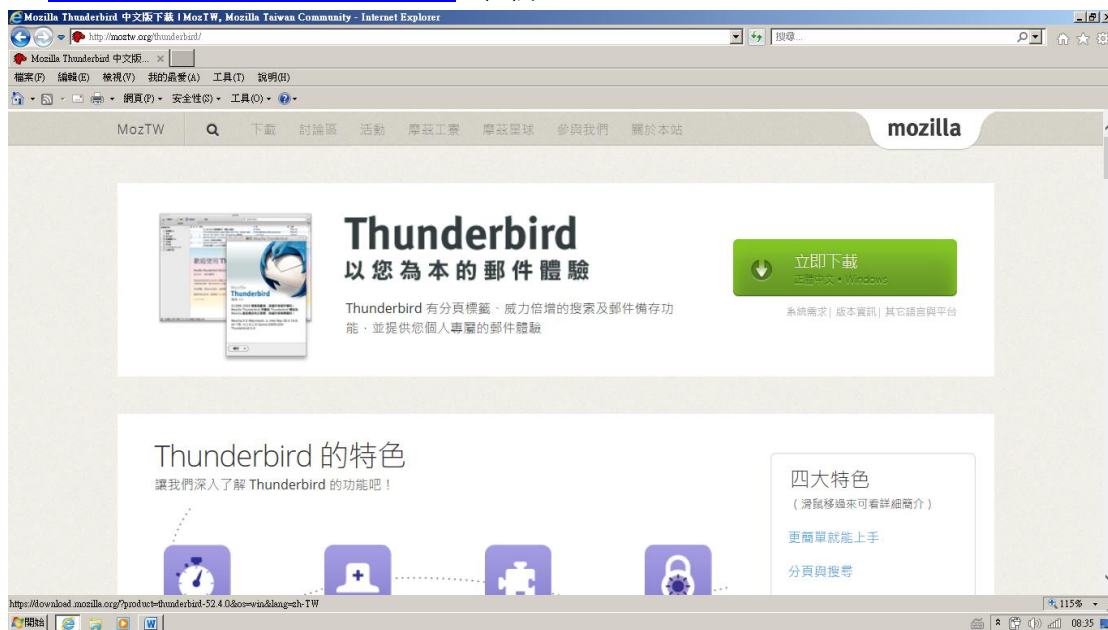 Mozilla Thunderbird 中文版下載 | MozTW, Mozilla Taiwan Community - Internet Explorer
http://moztw.org/thunderbird/
搜尋...
Mozilla Thunderbird 中文版... ×
檔案(F) 編輯(E) 檢視(V) 我的最愛(A) 工具(T) 說明(H)
網頁(P) 安全性(S) 工具(O)
MozTW 下載 討論區 活動 摩茲工寮 摩茲星球 參與我們 關於本站 mozilla
Thunderbird
以您為本的郵件體驗
Thunderbird 有分頁標籤、威力倍增的搜索及郵件備存功
能，並提供您個人專屬的郵件體驗
立即下載
正體中文 • Windows
系統需求 | 版本資訊 | 其它語言與平台
Thunderbird
Thunderbird 的特色
讓我們深入了解 Thunderbird 的功能吧！
四大特色
（滑鼠移過來可看詳細簡介）
更簡單就能上手
分頁與搜尋
https://download.mozilla.org/?product=thunderbird-52.4.0&os=win&lang=zh-TW
115%
開始
08:35